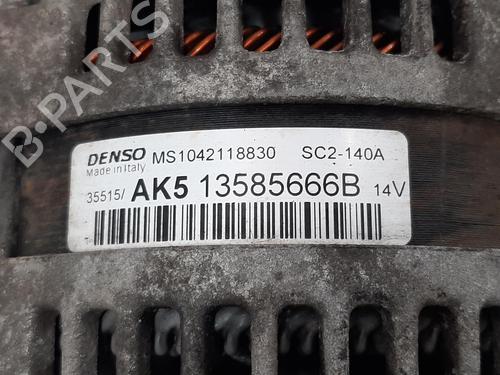 B-PARTS
DENSO MS1042118830 SC2-140A
Made in Italy
35515/ AK5 13585666B 14V